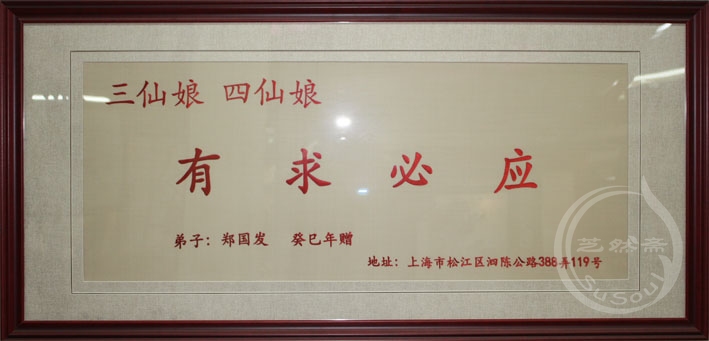 三仙娘 四仙娘
有求必应
弟子：郑国发 癸巳年赠
地址：上海市松江区泗陈公路388弄119号
芝然斋
SuSoul